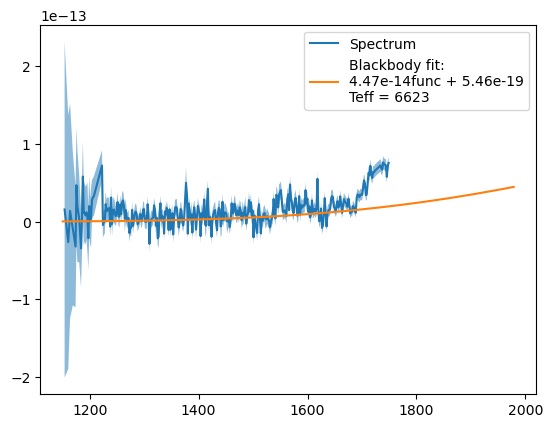 1e−13
Spectrum
Blackbody fit:
4.47e-14func + 5.46e-19
Teff = 6623
2
1
0
−1
−2
1200 1400 1600 1800 2000